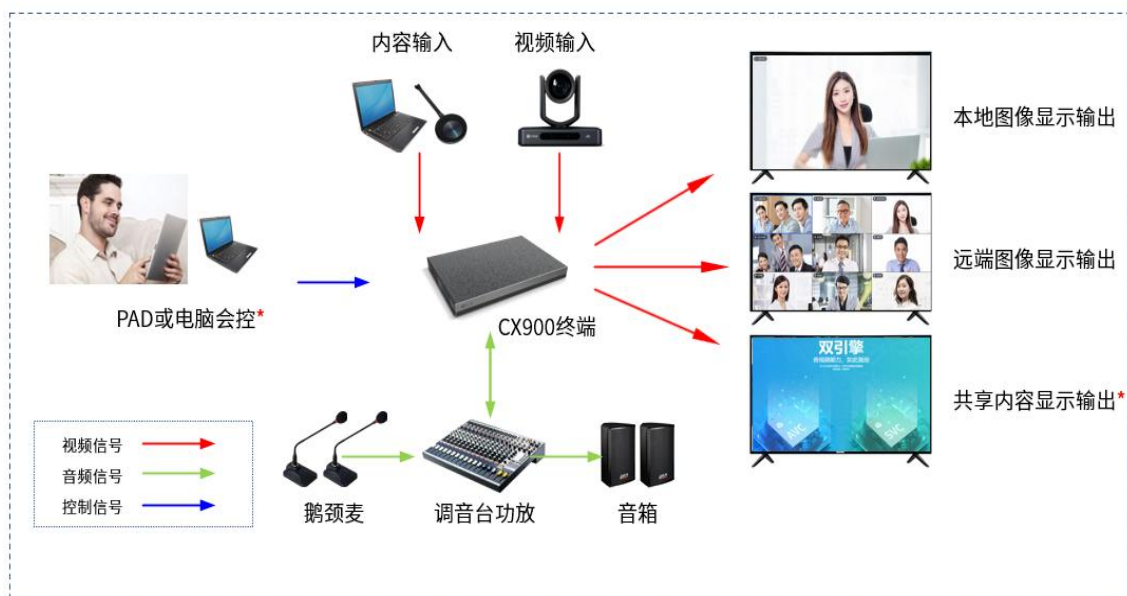 内容输入
视频输入
本地图像显示输出
远端图像显示输出
PAD或电脑会控*
CX900终端
双引擎
AVC
SVC
共享内容显示输出*
视频信号
音频信号
控制信号
鹅颈麦
调音台功放
音箱